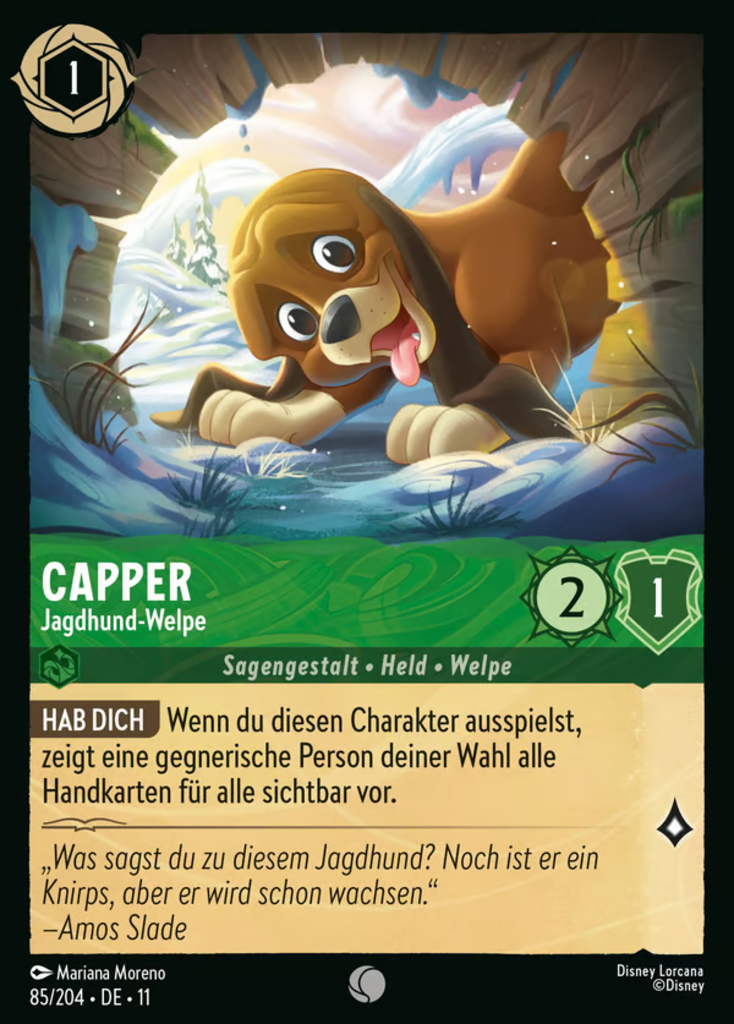 1
CAPPER
Jagdhund-Welpe
2
1
Sagengestalt • Held • Welpe
HAB DICH Wenn du diesen Charakter ausspielst,
zeigt eine gegnerische Person deiner Wahl alle
Handkarten für alle sichtbar vor.
„Was sagst du zu diesem Jagdhund? Noch ist er ein
Knirps, aber er wird schon wachsen.“
—Amos Slade
Mariana Moreno
Disney Lorcana
85/204 • DE • 11
©Disney